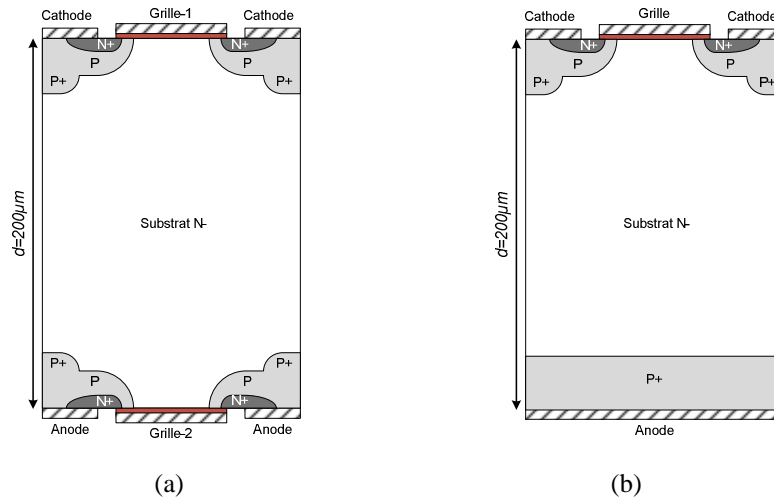 Cathode Grille-1 Cathode Cathode Grille Cathode
N+ N+ N+ N+
P P P P
P+ P+ P+ P+
d=200µm Substrat N- d=200µm Substrat N-
P+ P+
P P P+
N+ N+
Anode Grille-2 Anode Anode
(a) (b)